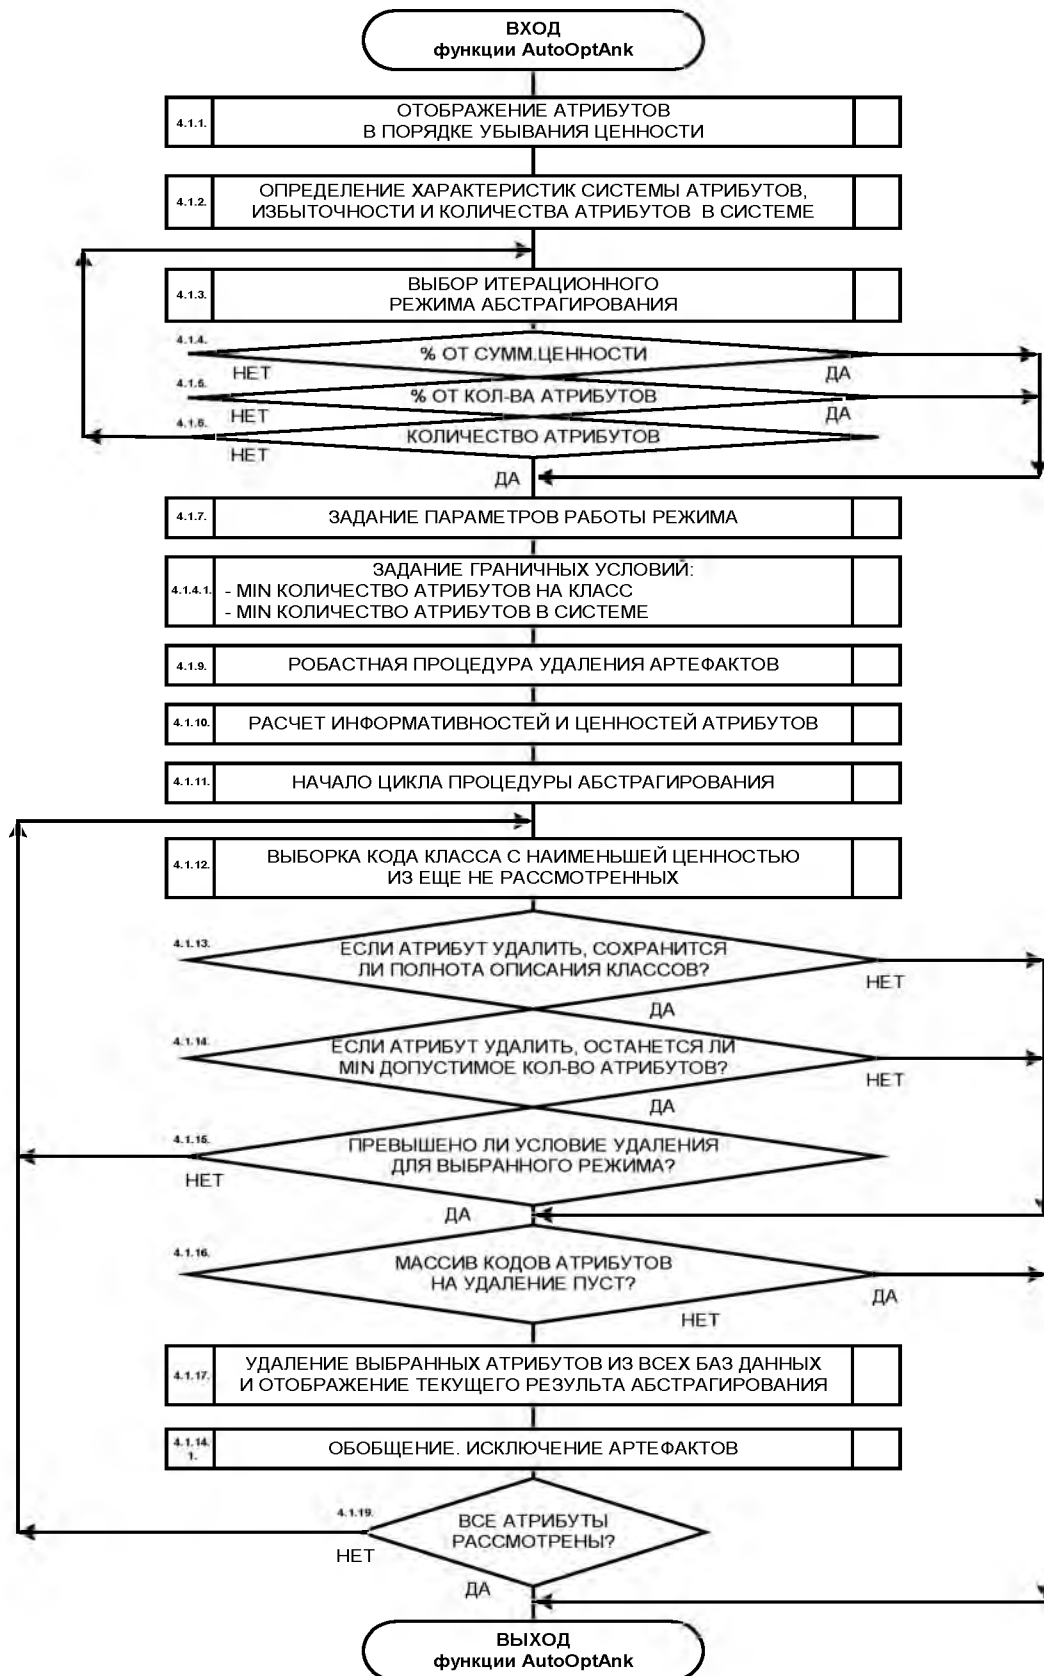 ВХОД
функции AutoOptAnk
4.1.1.
ОТОБРАЖЕНИЕ АТРИБУТОВ
В ПОРЯДКЕ УБЫВАНИЯ ЦЕННОСТИ
4.1.2.
ОПРЕДЕЛЕНИЕ ХАРАКТЕРИСТИК СИСТЕМЫ АТРИБУТОВ,
ИЗБЫТОЧНОСТИ И КОЛИЧЕСТВА АТРИБУТОВ В СИСТЕМЕ
4.1.3.
ВЫБОР ИТЕРАЦИОННОГО
РЕЖИМА АБСТРАГИРОВАНИЯ
4.1.4.
% ОТ СУММ.ЦЕННОСТИ
НЕТ
ДА
4.1.5.
% ОТ КОЛ-ВА АТРИБУТОВ
НЕТ
ДА
4.1.6.
КОЛИЧЕСТВО АТРИБУТОВ
НЕТ
ДА
4.1.7.
ЗАДАНИЕ ПАРАМЕТРОВ РАБОТЫ РЕЖИМА
4.1.4.1.
ЗАДАНИЕ ГРАНИЧНЫХ УСЛОВИЙ:
- MIN КОЛИЧЕСТВО АТРИБУТОВ НА КЛАСС
- MIN КОЛИЧЕСТВО АТРИБУТОВ В СИСТЕМЕ
4.1.9.
РОБАСТНАЯ ПРОЦЕДУРА УДАЛЕНИЯ АРТЕФАКТОВ
4.1.10.
РАСЧЕТ ИНФОРМАТИВНОСТЕЙ И ЦЕННОСТЕЙ АТРИБУТОВ
4.1.11.
НАЧАЛО ЦИКЛА ПРОЦЕДУРЫ АБСТРАГИРОВАНИЯ
4.1.12.
ВЫБОРКА КОДА КЛАССА С НАИМЕНЬШЕЙ ЦЕННОСТЬЮ
ИЗ ЕЩЕ НЕ РАССМОТРЕННЫХ
4.1.13.
ЕСЛИ АТРИБУТ УДАЛИТЬ, СОХРАНИТСЯ
ЛИ ПОЛНОТА ОПИСАНИЯ КЛАССОВ?
НЕТ
ДА
4.1.14.
ЕСЛИ АТРИБУТ УДАЛИТЬ, ОСТАНЕТСЯ ЛИ
MIN ДОПУСТИМОЕ КОЛ-ВО АТРИБУТОВ?
НЕТ
ДА
4.1.15.
ПРЕВЫШЕНО ЛИ УСЛОВИЕ УДАЛЕНИЯ
ДЛЯ ВЫБРАННОГО РЕЖИМА?
НЕТ
ДА
4.1.16.
МАССИВ КОДОВ АТРИБУТОВ
НА УДАЛЕНИЕ ПУСТ?
ДА
НЕТ
4.1.17.
УДАЛЕНИЕ ВЫБРАННЫХ АТРИБУТОВ ИЗ ВСЕХ БАЗ ДАННЫХ
И ОТОБРАЖЕНИЕ ТЕКУЩЕГО РЕЗУЛЬТА АБСТРАГИРОВАНИЯ
4.1.14.
1.
ОБОБЩЕНИЕ. ИСКЛЮЧЕНИЕ АРТЕФАКТОВ
4.1.19.
ВСЕ АТРИБУТЫ
РАССМОТРЕНЫ?
НЕТ
ДА
ВЫХОД
функции AutoOptAnk